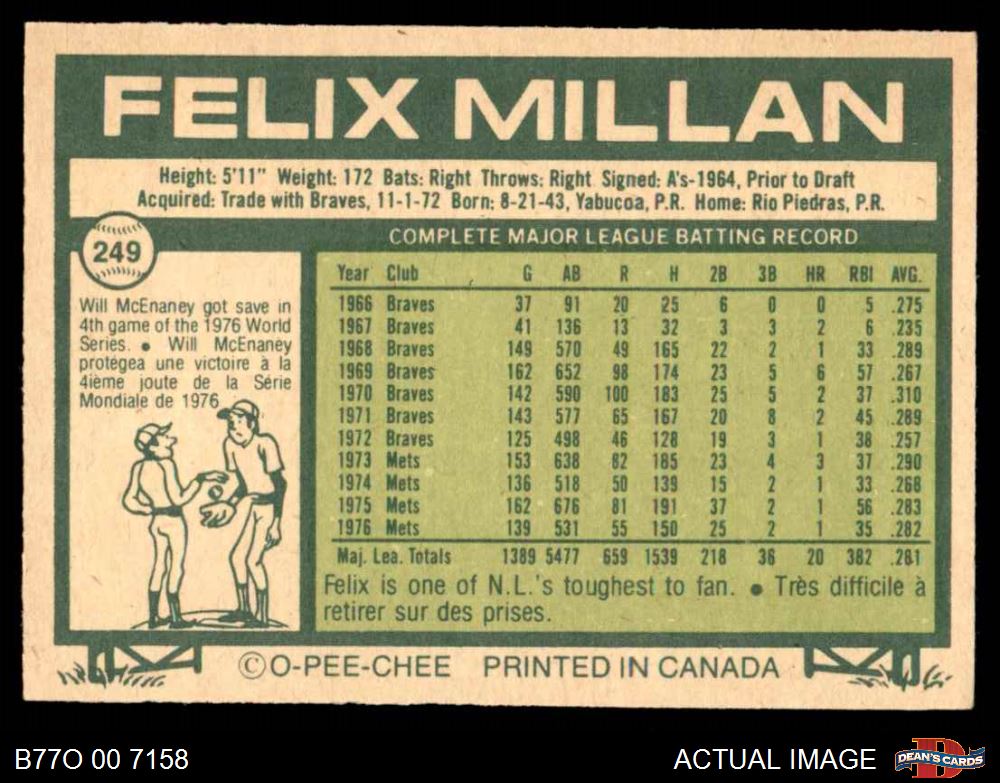 FELIX MILLAN
Height: 5'11" Weight: 172 Bats: Right Throws: Right Signed: A's-1964, Prior to Draft
Acquired: Trade with Braves, 11-1-72 Born: 8-21-43, Yabucoa, P.R. Home: Rio Piedras, P.R.
249
Will McEnaney got save in
4th game of the 1976 World
Series. ● Will McEnaney
protégea une victoire à la
4ième joute de la Série
Mondiale de 1976
COMPLETE MAJOR LEAGUE BATTING RECORD
Year Club G AB R H 2B 3B HR RBI AVG.
1966 Braves 37 91 20 25 6 0 0 5 .275
1967 Braves 41 136 13 32 3 3 2 6 .235
1968 Braves 149 570 49 165 22 2 1 33 .289
1969 Braves 162 652 98 174 23 5 6 57 .267
1970 Braves 142 590 100 183 25 5 2 37 .310
1971 Braves 143 577 65 167 20 8 2 45 .289
1972 Braves 125 498 46 128 19 3 1 38 .257
1973 Mets 153 638 82 185 23 4 3 37 .290
1974 Mets 136 518 50 139 15 2 1 33 .268
1975 Mets 162 676 81 191 37 2 1 56 .283
1976 Mets 139 531 55 150 25 2 1 35 .282
Maj. Lea. Totals 1389 5477 659 1539 218 36 20 382 .281
Felix is one of N.L.'s toughest to fan. ● Très difficile à
retirer sur des prises.
© O-PEE-CHEE PRINTED IN CANADA
B77O 00 7158
ACTUAL IMAGE
DEAN'S CARDS